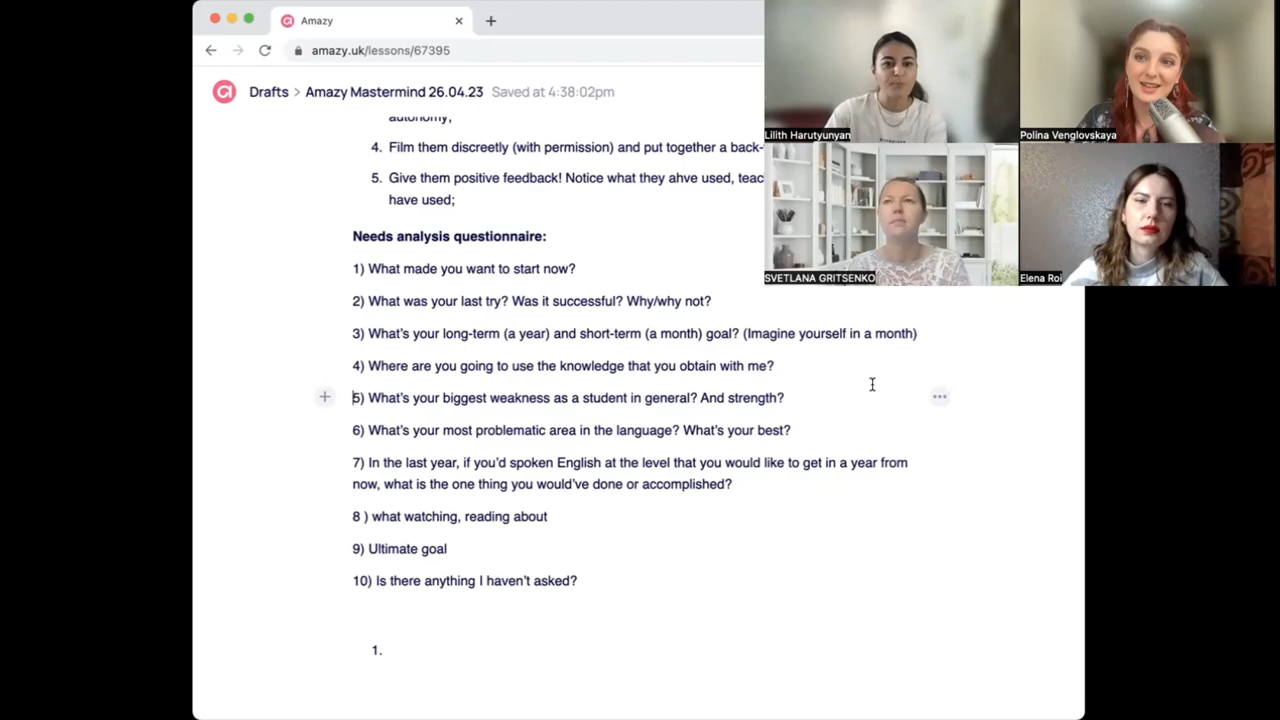 Amazy
amazy.uk/lessons/67395
Drafts > Amazy Mastermind 26.04.23 Saved at 4:38:02pm
autonomy;
4. Film them discreetly (with permission) and put together a back-
5. Give them positive feedback! Notice what they ahve used, teac
have used;
Needs analysis questionnaire:
1) What made you want to start now?
2) What was your last try? Was it successful? Why/why not?
3) What's your long-term (a year) and short-term (a month) goal? (Imagine yourself in a month)
4) Where are you going to use the knowledge that you obtain with me?
5) What's your biggest weakness as a student in general? And strength?
6) What's your most problematic area in the language? What's your best?
7) In the last year, if you'd spoken English at the level that you would like to get in a year from
now, what is the one thing you would've done or accomplished?
8 ) what watching, reading about
9) Ultimate goal
10) Is there anything I haven't asked?
1.
Lilith Harutyunyan
Polina Venglovskaya
SVETLANA GRITSENKO
Elena Roi